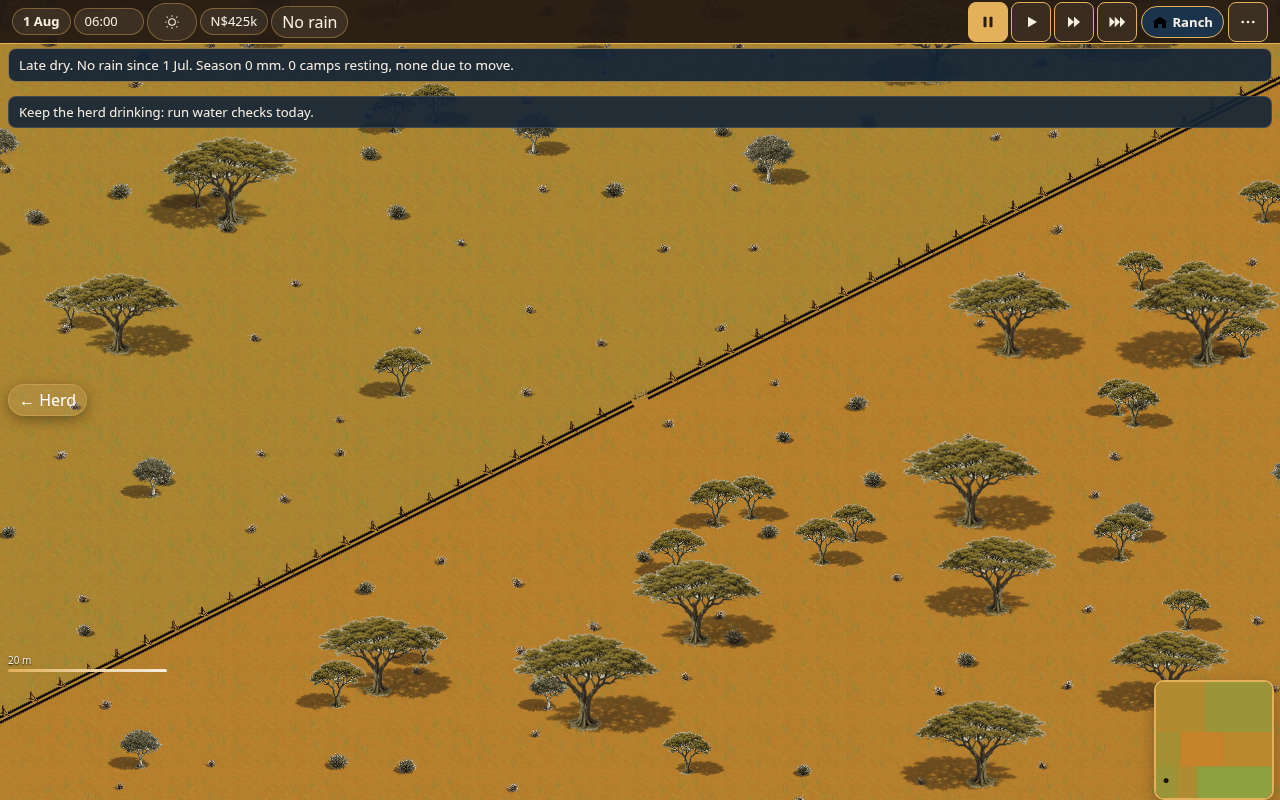 1 Aug
06:00
N$425k
No rain
Ranch
Late dry. No rain since 1 Jul. Season 0 mm. 0 camps resting, none due to move.
Keep the herd drinking: run water checks today.
← Herd
20 m